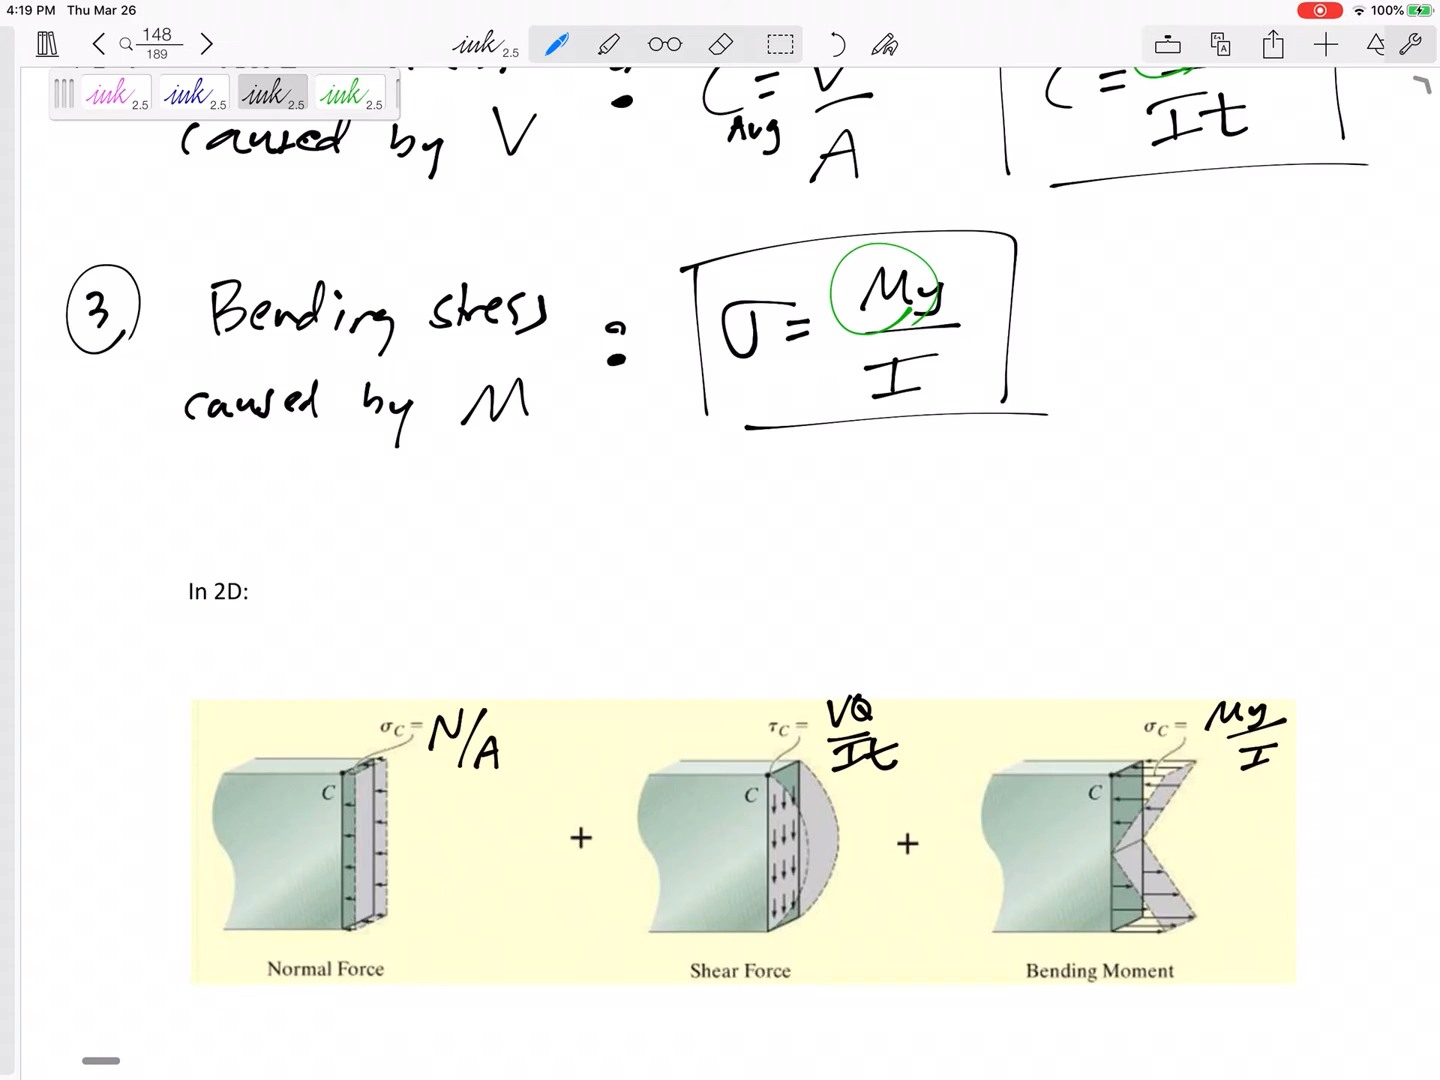 4:19 PM Thu Mar 26
100%
148
189
ink 2.5
ink 2.5 ink 2.5 ink 2.5 ink 2.5
caused by V : τ Avg = V / A
τ = / It
3 Bending stress : σ = My / I
caused by M
In 2D:
σC = N/A
τC = VQ / It
σC = My / I
C
C
C
+
+
Normal Force
Shear Force
Bending Moment